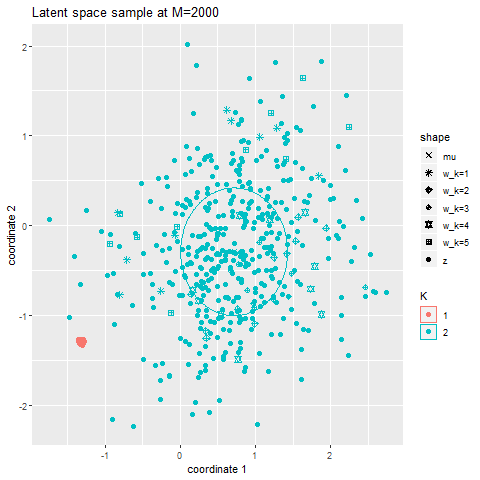 Latent space sample at M=2000
2
1
0
-1
-2
coordinate 2
-1
0
1
2
coordinate 1
shape
mu
w_k=1
w_k=2
w_k=3
w_k=4
w_k=5
z
K
1
2